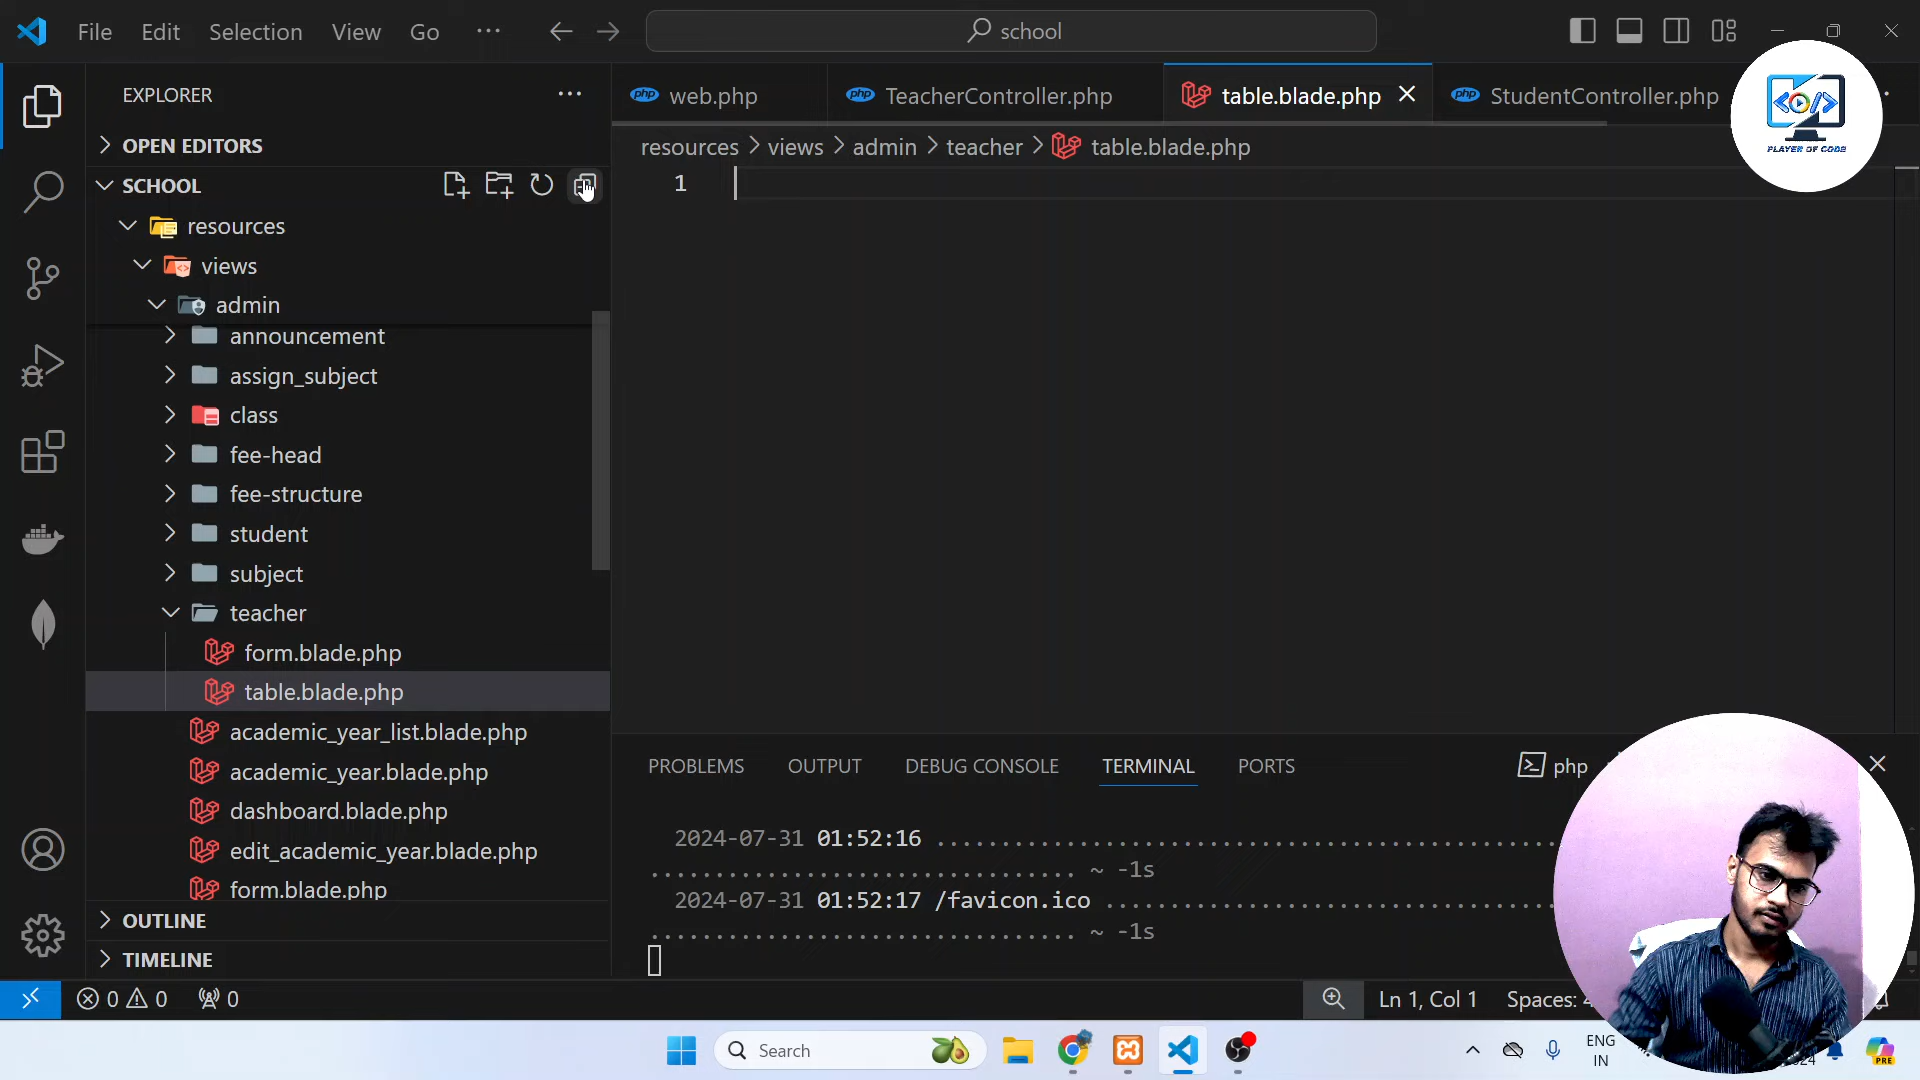 File Edit Selection View Go ··· school
EXPLORER ···
web.php TeacherController.php table.blade.php StudentController.php
OPEN EDITORS
resources > views > admin > teacher > table.blade.php
PLAYER OF CODE
SCHOOL
1
resources
views
admin
announcement
assign_subject
class
fee-head
fee-structure
student
subject
teacher
form.blade.php
table.blade.php
academic_year_list.blade.php
academic_year.blade.php
dashboard.blade.php
edit_academic_year.blade.php
form.blade.php
OUTLINE
TIMELINE
PROBLEMS OUTPUT DEBUG CONSOLE TERMINAL PORTS php
2024-07-31 01:52:16 ..................................................
.................................. ~ -1s
2024-07-31 01:52:17 /favicon.ico ....................................
.................................. ~ -1s
0 0 0 Ln 1, Col 1 Spaces:
Search ENG
IN
PRE